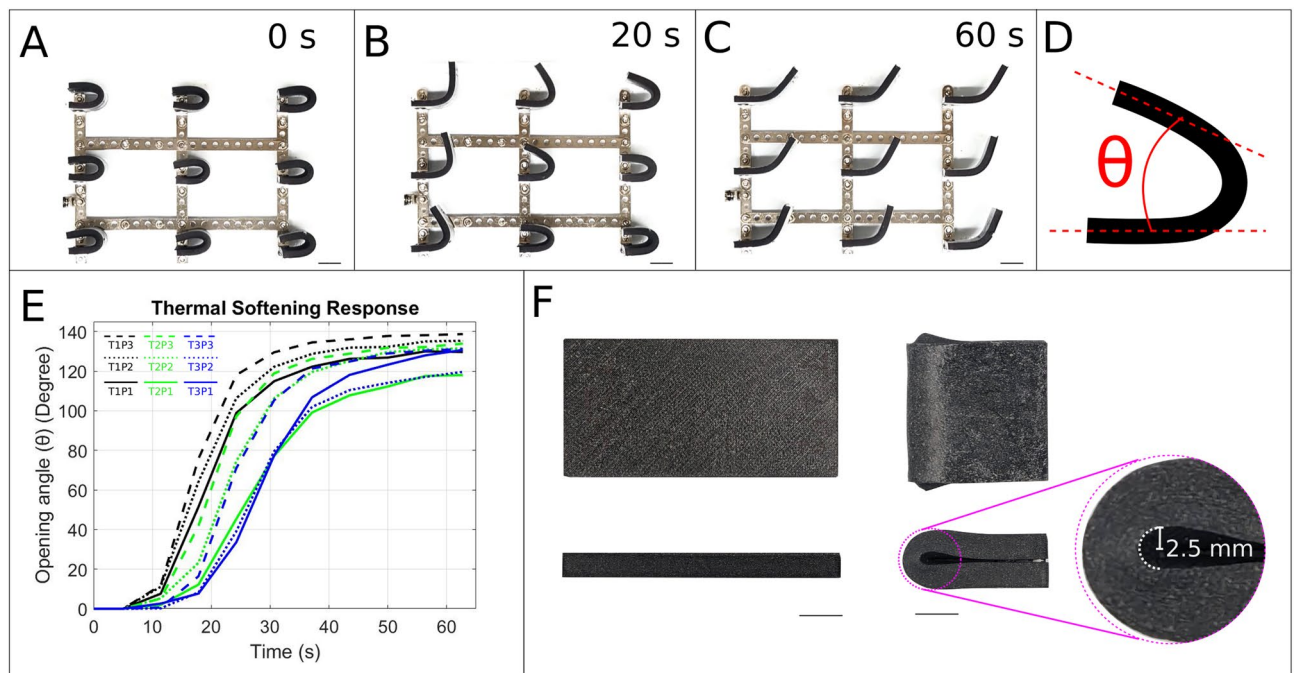 A 0 s
B 20 s
C 60 s
D
θ
E
Thermal Softening Response
T1P3 T2P3 T3P3
T1P2 T2P2 T3P2
T1P1 T2P1 T3P1
140
120
100
80
60
40
20
0
0 10 20 30 40 50 60
Opening angle (θ) (Degree)
Time (s)
F
2.5 mm